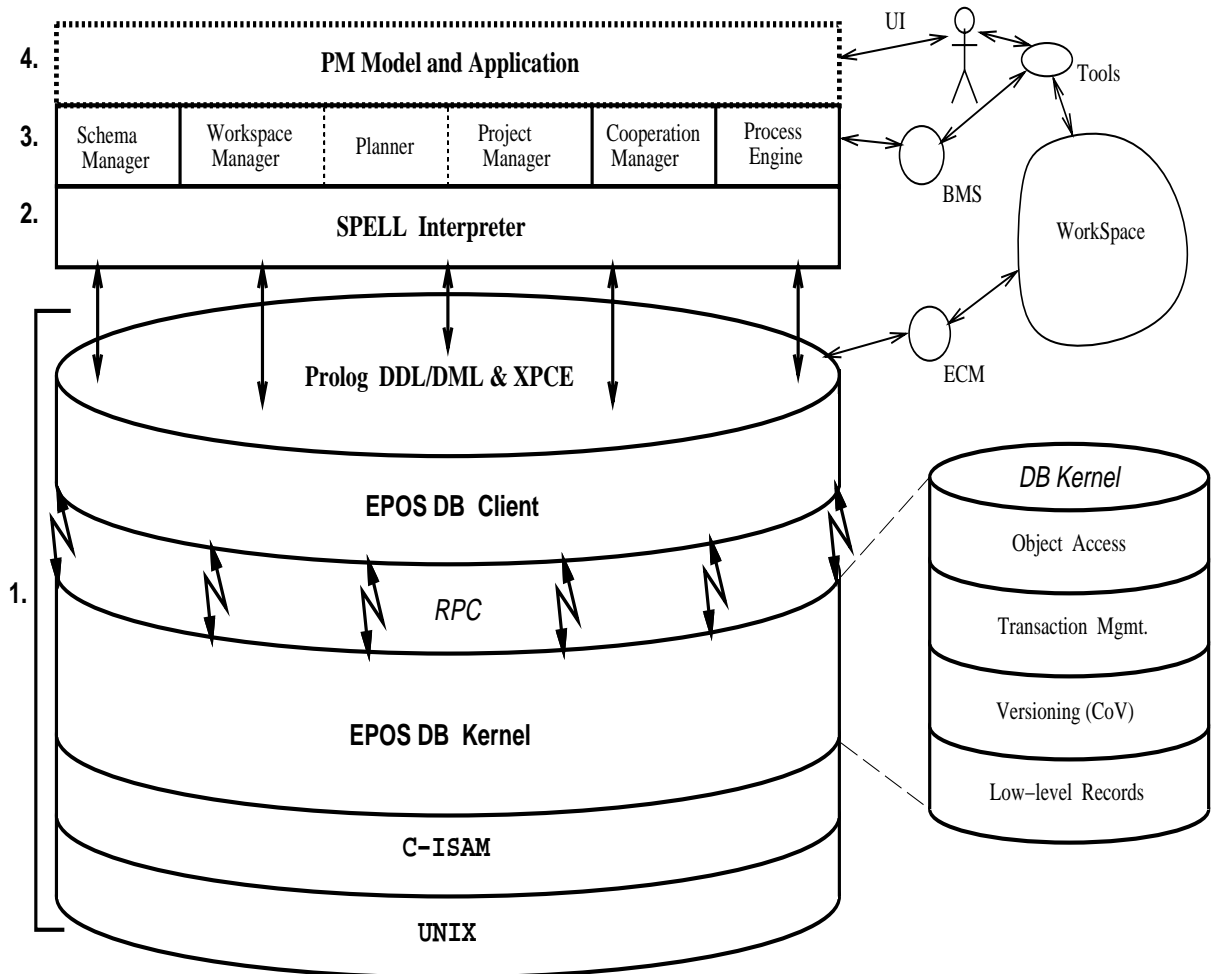 UI
4.
PM Model and Application
Tools
3.
Schema
Manager
Workspace
Manager
Planner
Project
Manager
Cooperation
Manager
Process
Engine
BMS
2.
SPELL Interpreter
WorkSpace
Prolog DDL/DML & XPCE
ECM
DB Kernel
EPOS DB Client
Object Access
1.
RPC
Transaction Mgmt.
Versioning (CoV)
EPOS DB Kernel
Low-level Records
C-ISAM
UNIX